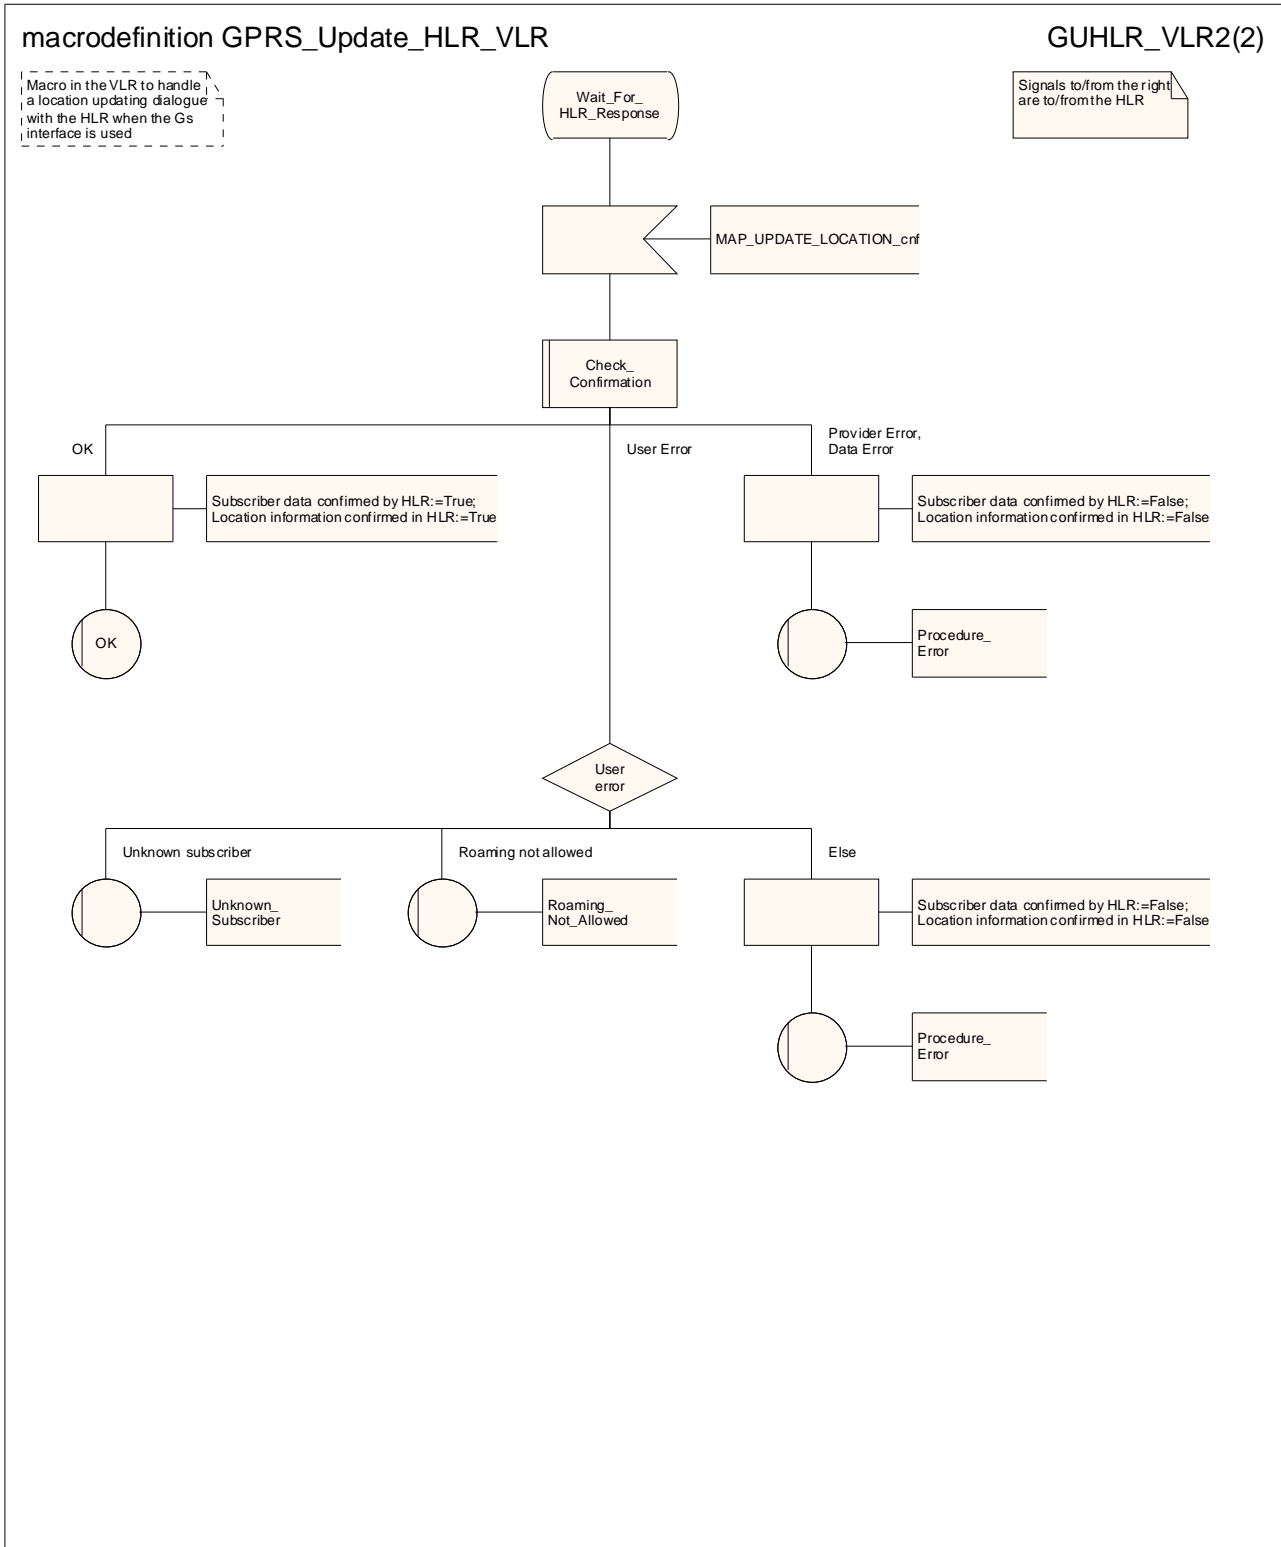 macrodefinition GPRS_Update_HLR_VLR
GUHLR_VLR2(2)
Macro in the VLR to handle
a location updating dialogue
with the HLR when the Gs
interface is used
Wait_For_
HLR_Response
Signals to/from the right
are to/from the HLR
MAP_UPDATE_LOCATION_cnf
Check_
Confirmation
OK
User Error
Provider Error,
Data Error
Subscriber data confirmed by HLR:=True;
Location information confirmed in HLR:=True
Subscriber data confirmed by HLR:=False;
Location information confirmed in HLR:=False
OK
Procedure_
Error
User
error
Unknown subscriber
Roaming not allowed
Else
Unknown_
Subscriber
Roaming_
Not_Allowed
Subscriber data confirmed by HLR:=False;
Location information confirmed in HLR:=False
Procedure_
Error